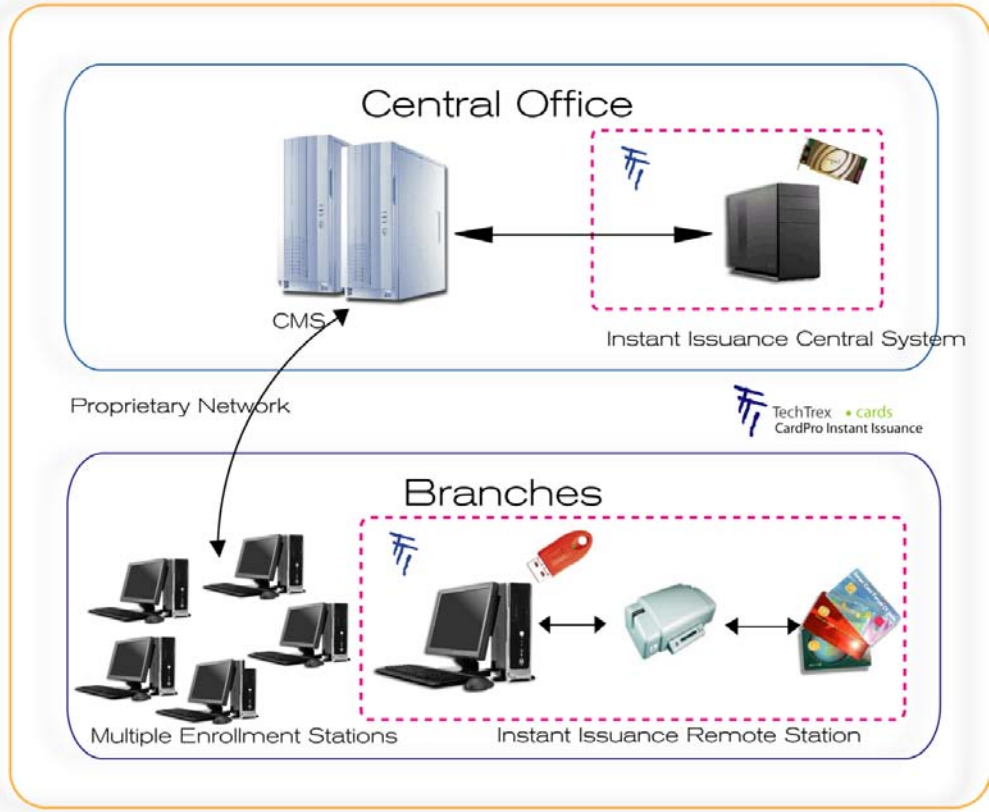 Central Office
CMS
Instant Issuance Central System
Proprietary Network
TechTrex • cards
CardPro Instant Issuance
Branches
Multiple Enrollment Stations
Instant Issuance Remote Station